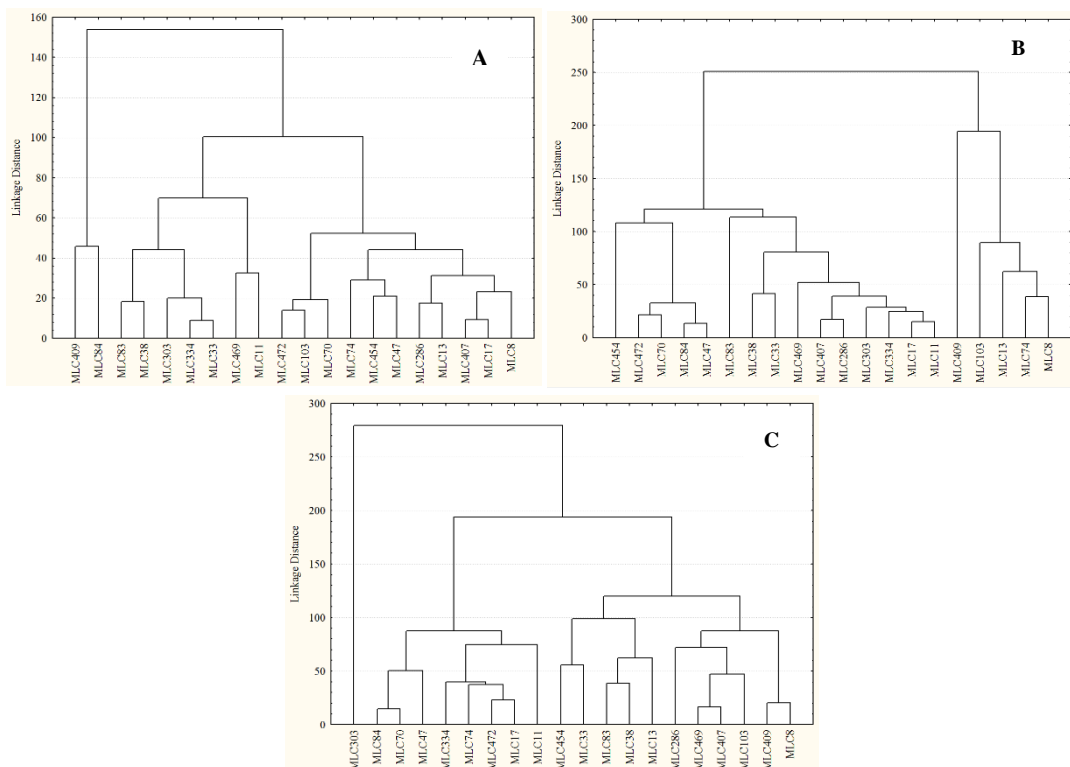 A
Linkage Distance
160
140
120
100
80
60
40
20
0
MLC409
MLC84
MLC83
MLC38
MLC303
MLC334
MLC33
MLC469
MLC11
MLC472
MLC103
MLC70
MLC74
MLC454
MLC47
MLC286
MLC13
MLC407
MLC17
MLC8
B
Linkage Distance
300
250
200
150
100
50
0
MLC454
MLC472
MLC70
MLC84
MLC47
MLC83
MLC38
MLC33
MLC469
MLC407
MLC286
MLC303
MLC334
MLC17
MLC11
MLC409
MLC103
MLC13
MLC74
MLC8
C
Linkage Distance
300
250
200
150
100
50
0
MLC303
MLC84
MLC70
MLC47
MLC334
MLC74
MLC472
MLC17
MLC11
MLC454
MLC33
MLC83
MLC38
MLC13
MLC286
MLC469
MLC407
MLC103
MLC409
MLC8